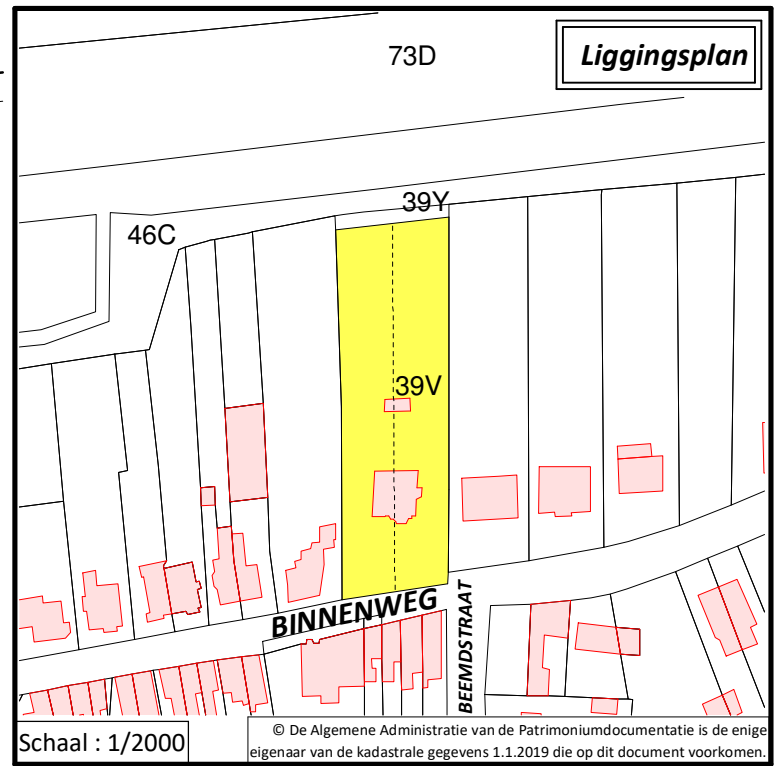 73D
Liggingsplan
39Y
46C
39V
BINNENWEG
BEEMDSTRAAT
Schaal : 1/2000
© De Algemene Administratie van de Patrimoniumdocumentatie is de enige
eigenaar van de kadastrale gegevens 1.1.2019 die op dit document voorkomen.